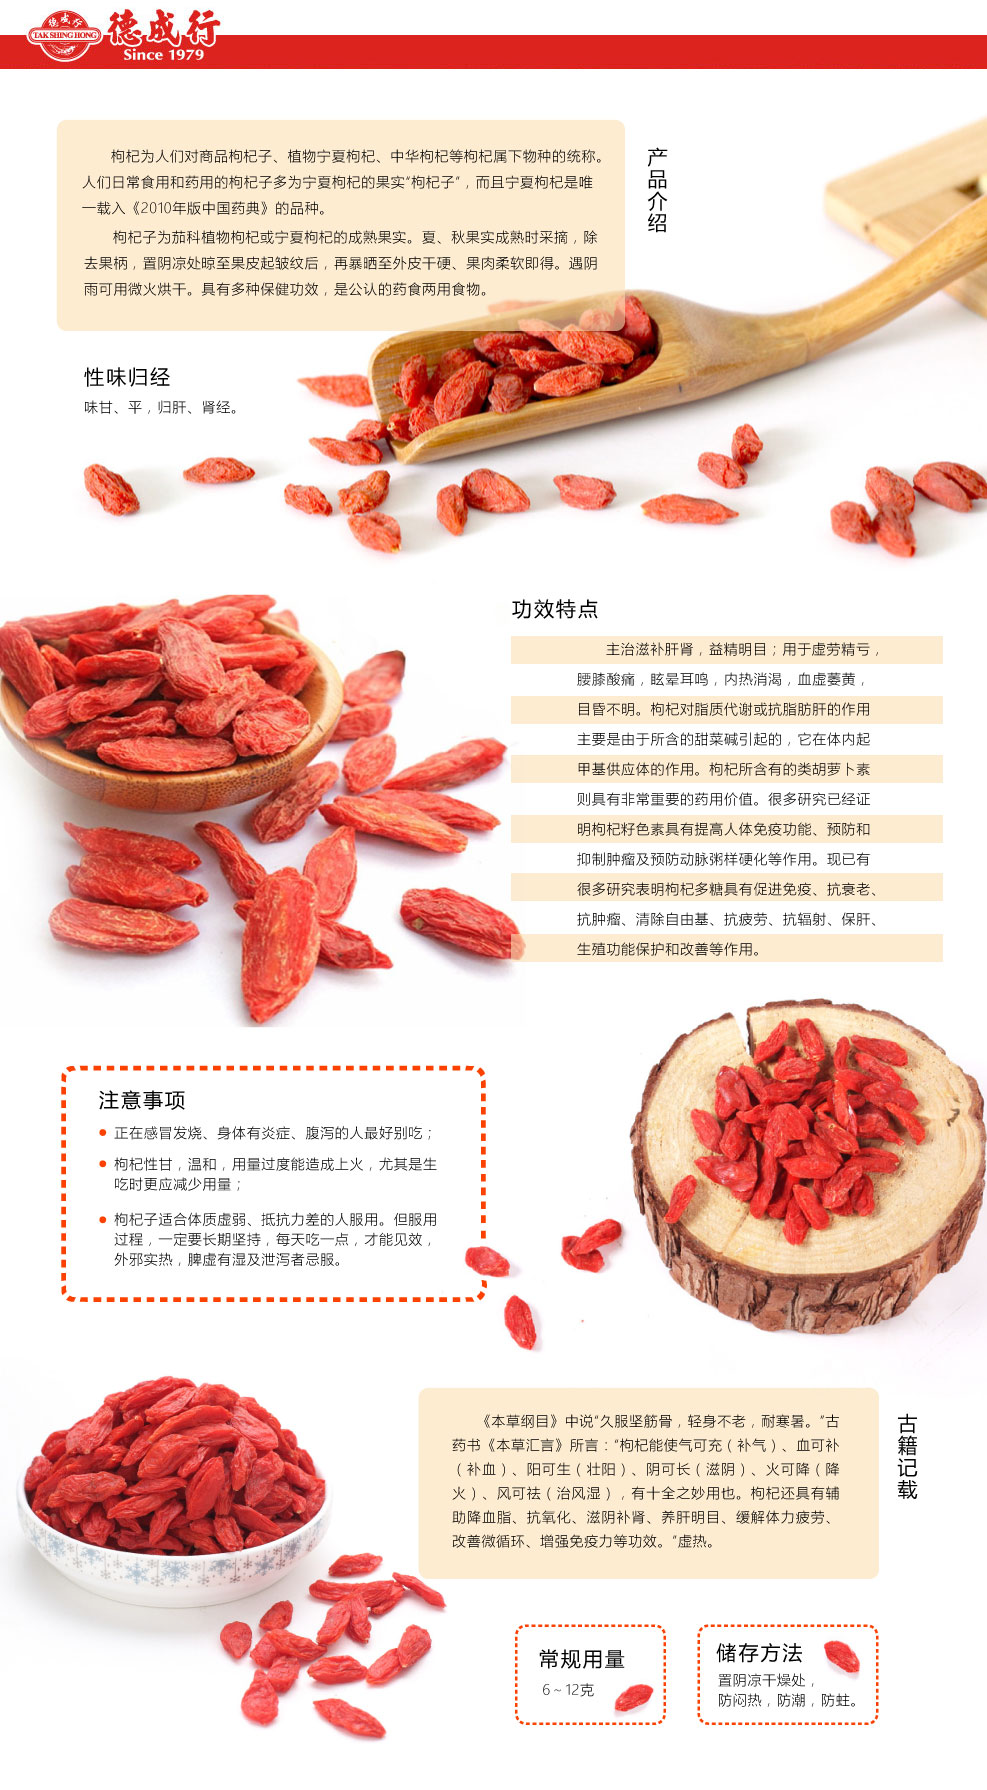 德成行
TAK SHING HONG
德成行
Since 1979
产品介绍
枸杞为人们对商品枸杞子、植物宁夏枸杞、中华枸杞等枸杞属下物种的统称。
人们日常食用和药用的枸杞子多为宁夏枸杞的果实“枸杞子”，而且宁夏枸杞是唯
一载入《2010年版中国药典》的品种。
枸杞子为茄科植物枸杞或宁夏枸杞的成熟果实。夏、秋果实成熟时采摘，除
去果柄，置阴凉处晾至果皮起皱纹后，再暴晒至外皮干硬、果肉柔软即得。遇阴
雨可用微火烘干。具有多种保健功效，是公认的药食两用食物。
性味归经
味甘、平，归肝、肾经。
功效特点
主治滋补肝肾，益精明目；用于虚劳精亏，
腰膝酸痛，眩晕耳鸣，内热消渴，血虚萎黄，
目昏不明。枸杞对脂质代谢或抗脂肪肝的作用
主要是由于所含的甜菜碱引起的，它在体内起
甲基供应体的作用。枸杞所含有的类胡萝卜素
则具有非常重要的药用价值。很多研究已经证
明枸杞籽色素具有提高人体免疫功能、预防和
抑制肿瘤及预防动脉粥样硬化等作用。现已有
很多研究表明枸杞多糖具有促进免疫、抗衰老、
抗肿瘤、清除自由基、抗疲劳、抗辐射、保肝、
生殖功能保护和改善等作用。
注意事项
正在感冒发烧、身体有炎症、腹泻的人最好别吃；
枸杞性甘，温和，用量过度能造成上火，尤其是生
吃时更应减少用量；
枸杞子适合体质虚弱、抵抗力差的人服用。但服用
过程，一定要长期坚持，每天吃一点，才能见效，
外邪实热，脾虚有湿及泄泻者忌服。
古籍记载
《本草纲目》中说“久服坚筋骨，轻身不老，耐寒暑。”古
药书《本草汇言》所言：“枸杞能使气可充（补气）、血可补
（补血）、阳可生（壮阳）、阴可长（滋阴）、火可降（降
火）、风可祛（治风湿），有十全之妙用也。枸杞还具有辅
助降血脂、抗氧化、滋阴补肾、养肝明目、缓解体力疲劳、
改善微循环、增强免疫力等功效。“虚热。
常规用量
6～12克
储存方法
置阴凉干燥处，
防闷热，防潮，防蛀。